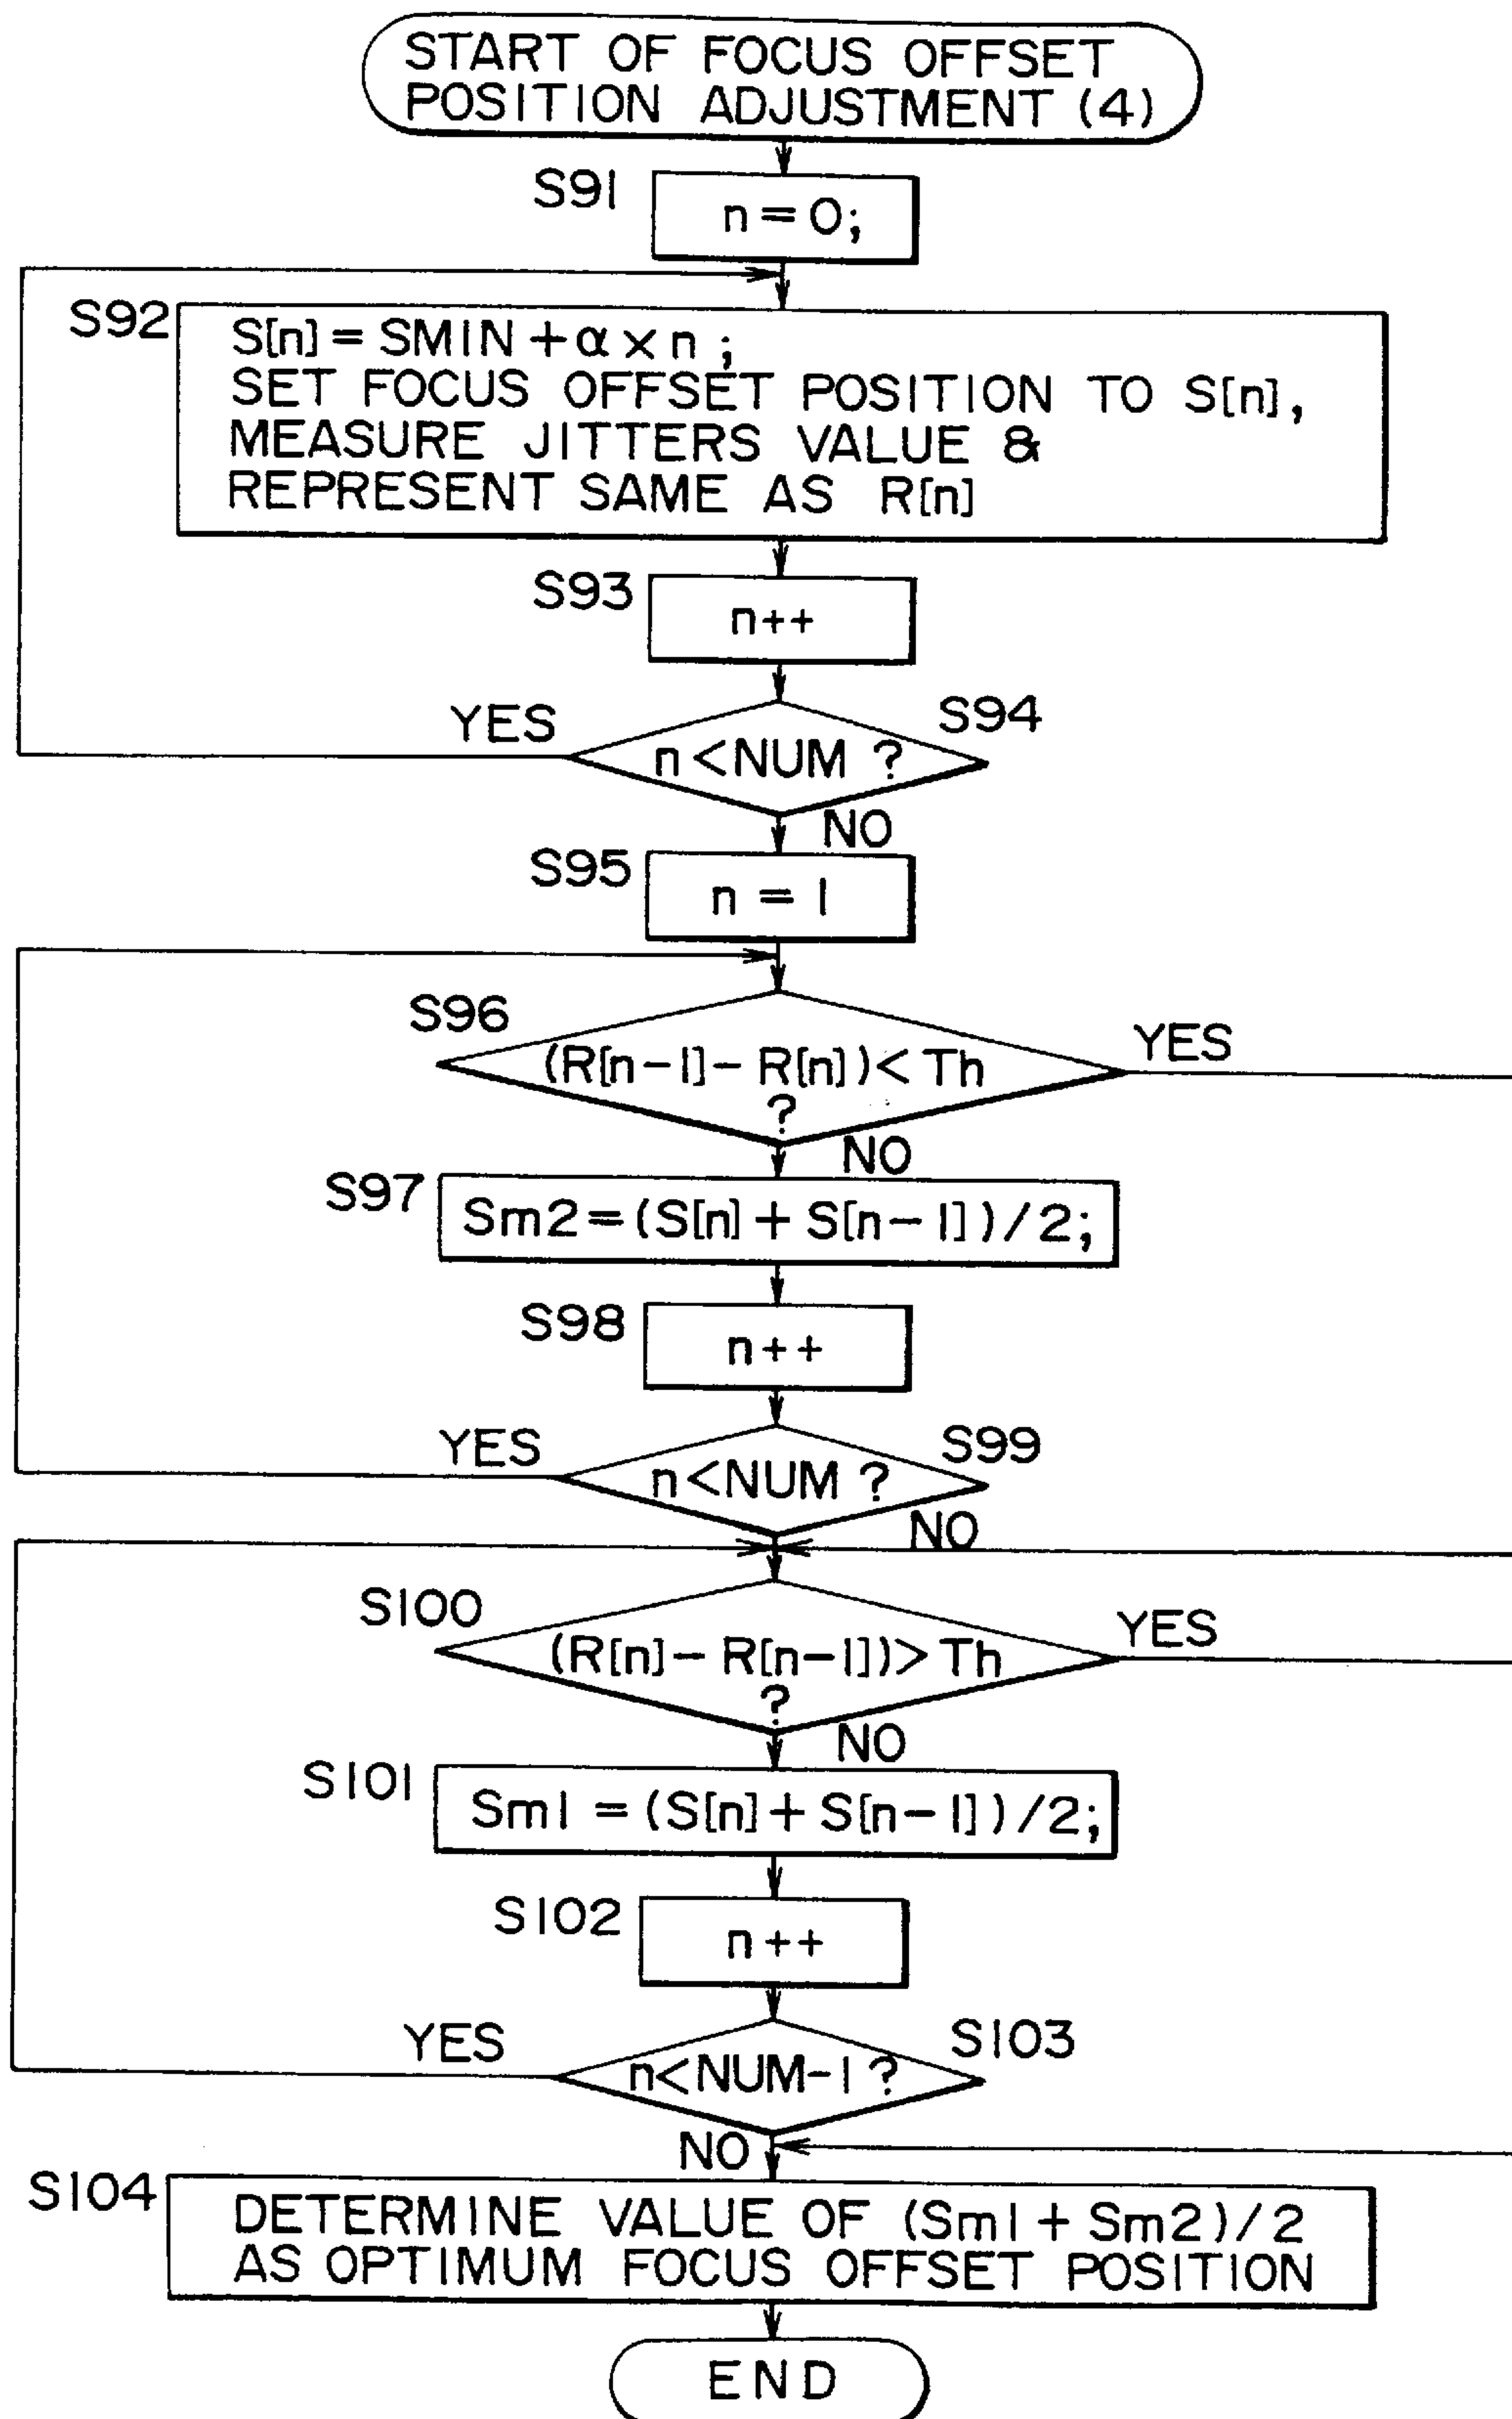 START OF FOCUS OFFSET
POSITION ADJUSTMENT (4)
S91
n=0;
S92
S[n]=SMIN+α×n;
SET FOCUS OFFSET POSITION TO S[n],
MEASURE JITTERS VALUE &
REPRESENT SAME AS R[n]
S93
n++
YES
S94
n<NUM ?
NO
S95
n = 1
S96
YES
(R[n-1]-R[n])<Th
?
NO
S97
Sm2=(S[n]+S[n-1])/2;
S98
n++
YES
S99
n<NUM ?
NO
S100
YES
(R[n]-R[n-1])>Th
?
NO
S101
Sm1=(S[n]+S[n-1])/2;
S102
n++
YES
S103
n<NUM-1 ?
NO
S104
DETERMINE VALUE OF (Sm1+Sm2)/2
AS OPTIMUM FOCUS OFFSET POSITION
END